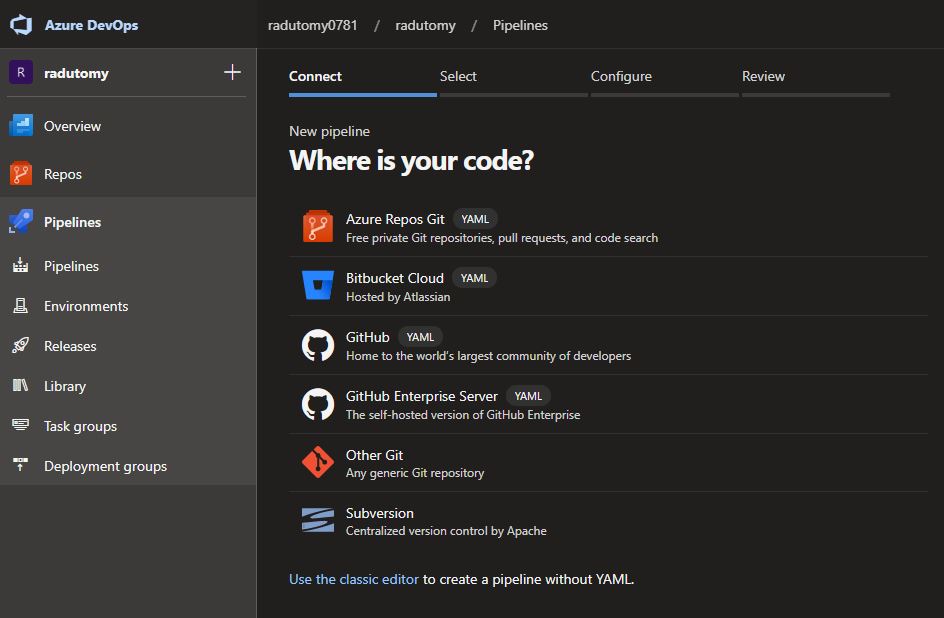 Azure DevOps
radutomy0781 / radutomy / Pipelines
R radutomy
Overview
Repos
Pipelines
Pipelines
Environments
Releases
Library
Task groups
Deployment groups
Connect Select Configure Review
New pipeline
Where is your code?
Azure Repos Git YAML
Free private Git repositories, pull requests, and code search
Bitbucket Cloud YAML
Hosted by Atlassian
GitHub YAML
Home to the world’s largest community of developers
GitHub Enterprise Server YAML
The self-hosted version of GitHub Enterprise
Other Git
Any generic Git repository
Subversion
Centralized version control by Apache
Use the classic editor to create a pipeline without YAML.